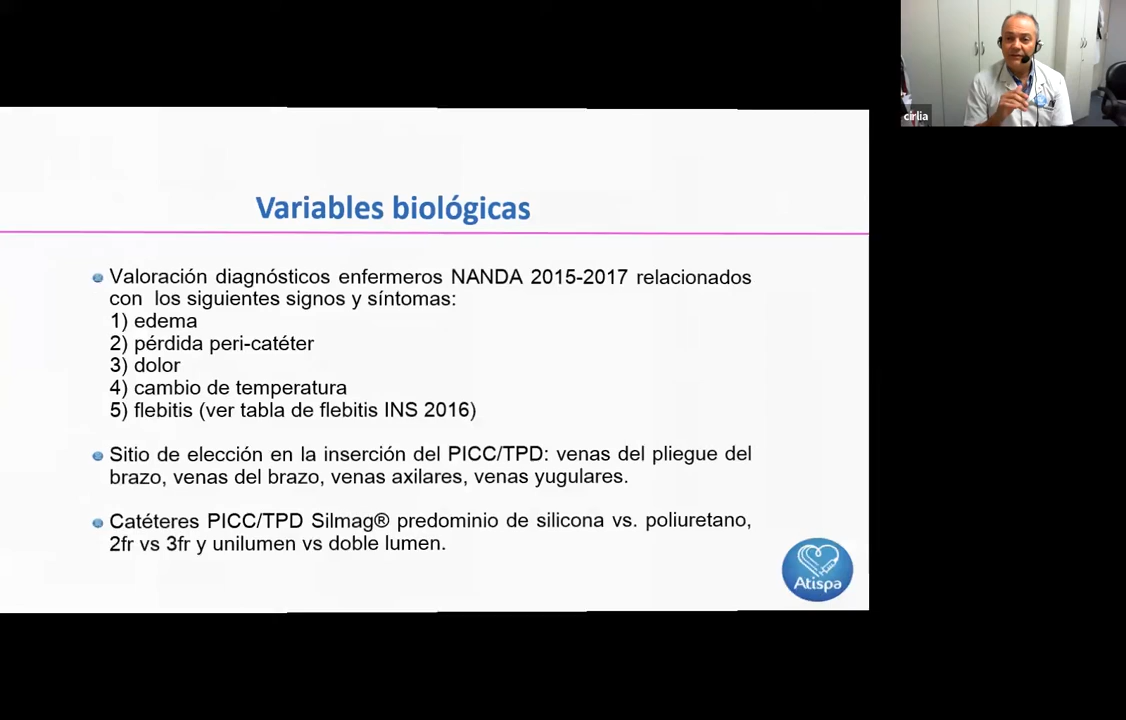 cirlia
Variables biológicas
Valoración diagnósticos enfermeros NANDA 2015-2017 relacionados
con los siguientes signos y síntomas:
1) edema
2) pérdida peri-catéter
3) dolor
4) cambio de temperatura
5) flebitis (ver tabla de flebitis INS 2016)
Sitio de elección en la inserción del PICC/TPD: venas del pliegue del
brazo, venas del brazo, venas axilares, venas yugulares.
Catéteres PICC/TPD Silmag® predominio de silicona vs. poliuretano,
2fr vs 3fr y unilumen vs doble lumen.
Atispa